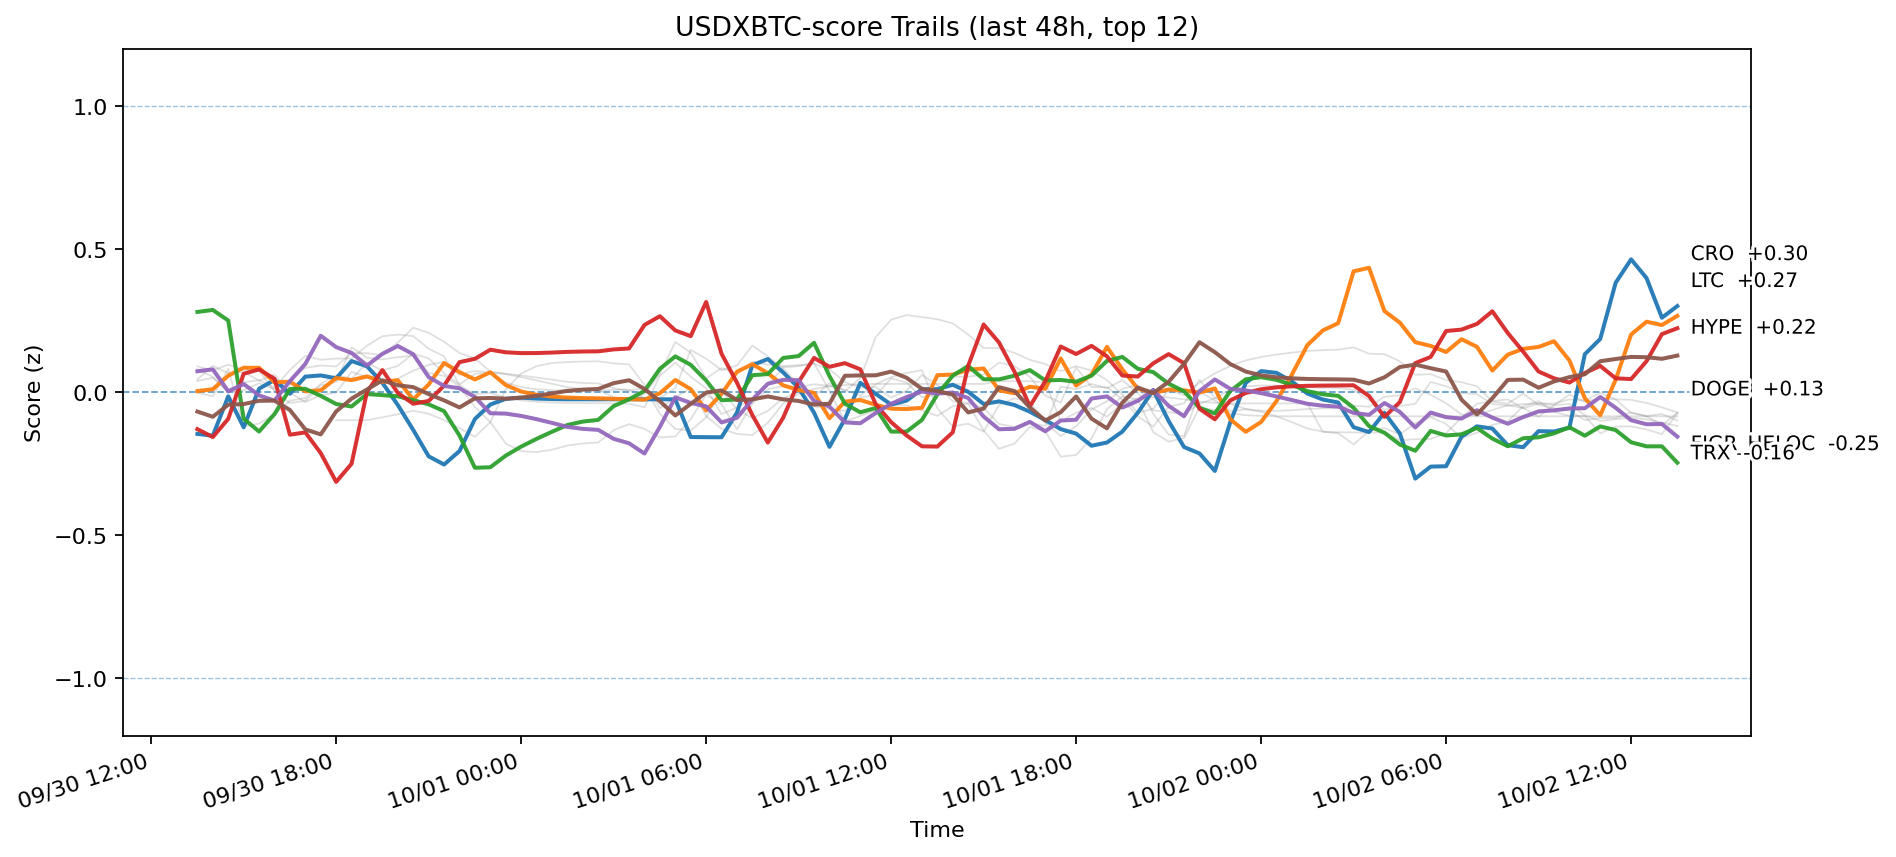 USDXBTC-score Trails (last 48h, top 12)
Score (z)
1.0
0.5
0.0
−0.5
−1.0
CRO +0.30
LTC +0.27
HYPE +0.22
DOGE +0.13
-0.25
TRX -0.16
09/30 12:00
09/30 18:00
10/01 00:00
10/01 06:00
10/01 12:00
10/01 18:00
10/02 00:00
10/02 06:00
10/02 12:00
Time